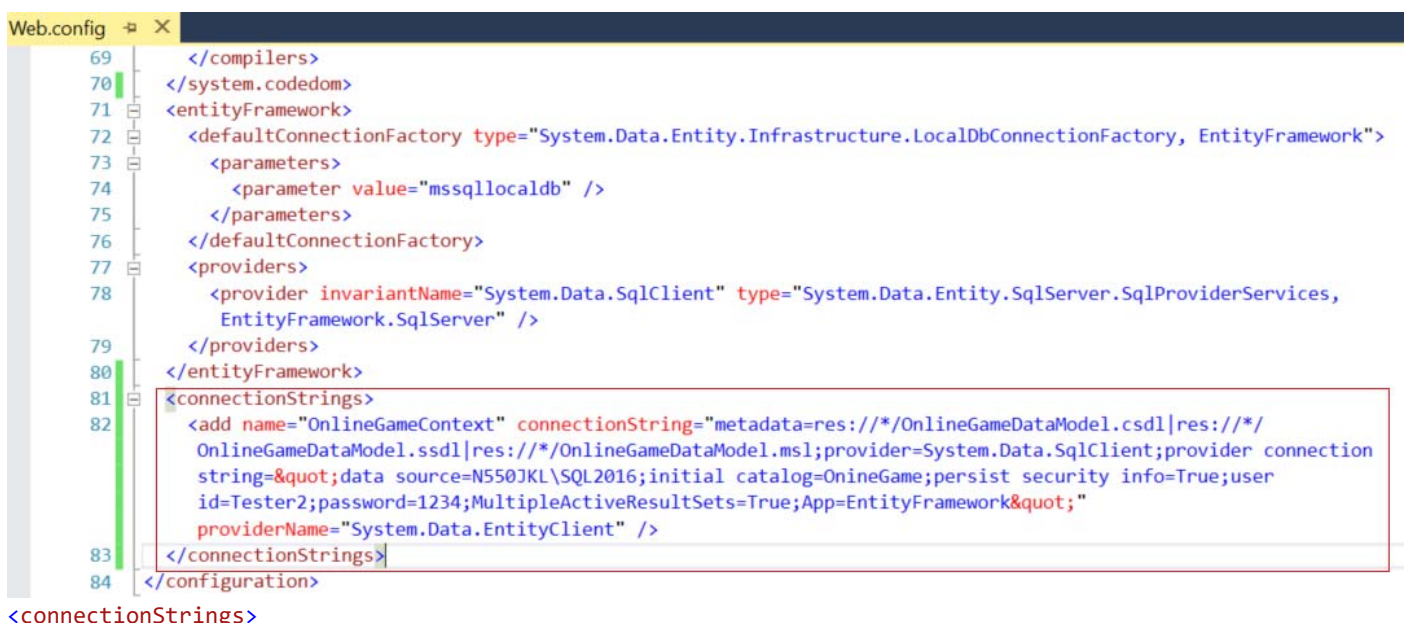 Web.config
69 </compilers>
70 </system.codedom>
71 <entityFramework>
72 <defaultConnectionFactory type="System.Data.Entity.Infrastructure.LocalDbConnectionFactory, EntityFramework">
73 <parameters>
74 <parameter value="mssqllocaldb" />
75 </parameters>
76 </defaultConnectionFactory>
77 <providers>
78 <provider invariantName="System.Data.SqlClient" type="System.Data.Entity.SqlServer.SqlProviderServices,
EntityFramework.SqlServer" />
79 </providers>
80 </entityFramework>
81 <connectionStrings>
82 <add name="OnlineGameContext" connectionString="metadata=res://*/OnlineGameDataModel.csdl|res://*/
OnlineGameDataModel.ssdl|res://*/OnlineGameDataModel.msl;provider=System.Data.SqlClient;provider connection
string=&quot;data source=N550JKL\SQL2016;initial catalog=OnineGame;persist security info=True;user
id=Tester2;password=1234;MultipleActiveResultSets=True;App=EntityFramework&quot;"
providerName="System.Data.EntityClient" />
83 </connectionStrings>
84 </configuration>
<connectionStrings>